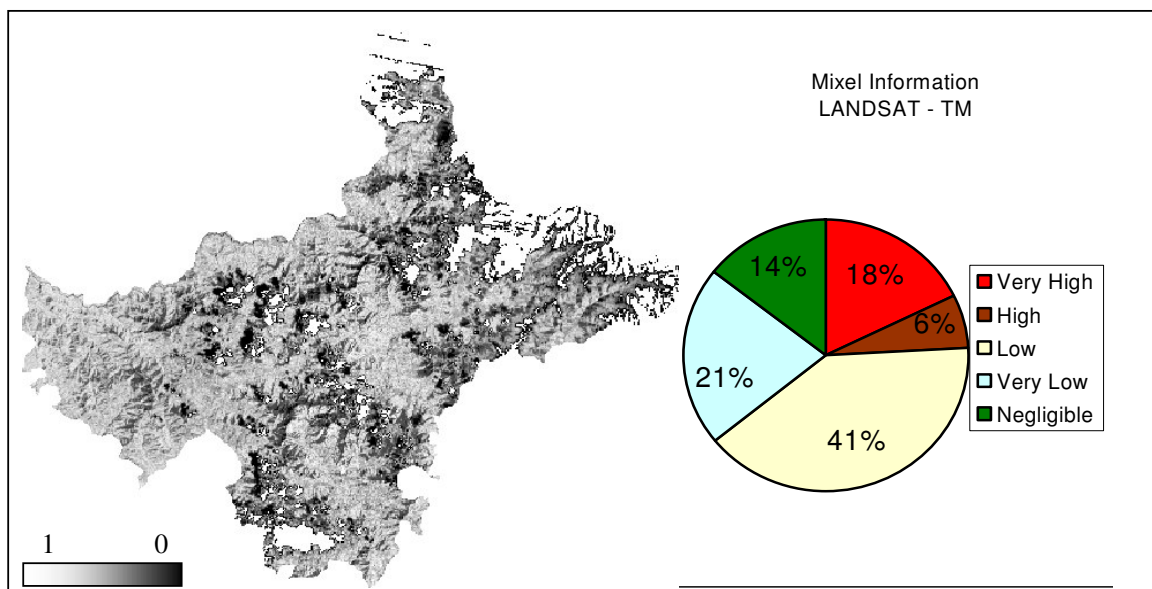 Mixel Information
LANDSAT - TM
14%
18%
6%
21%
41%
Very High
High
Low
Very Low
Negligible
1 0